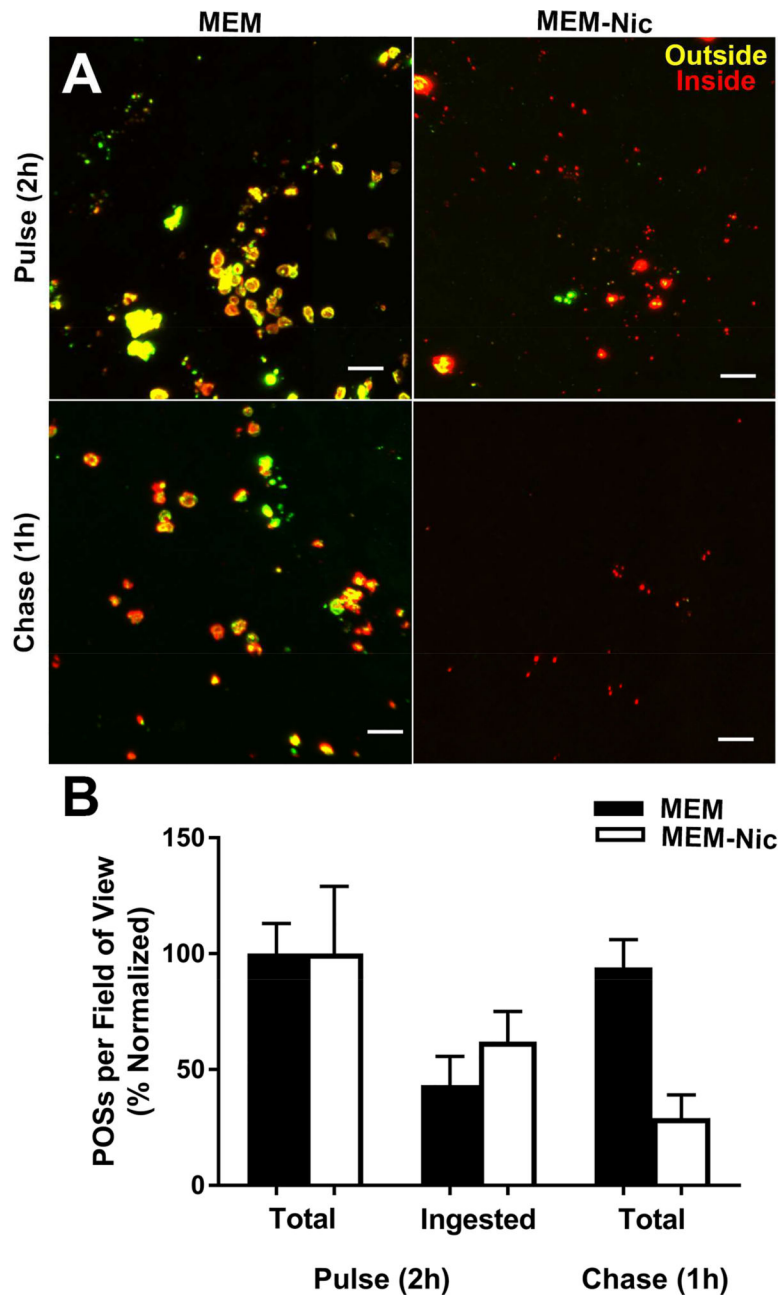 MEM MEM-Nic
A
Outside
Inside
Pulse (2h)
Chase (1h)
B
MEM
MEM-Nic
POSs per Field of View
(% Normalized)
150
100
50
0
Total Ingested Total
Pulse (2h) Chase (1h)